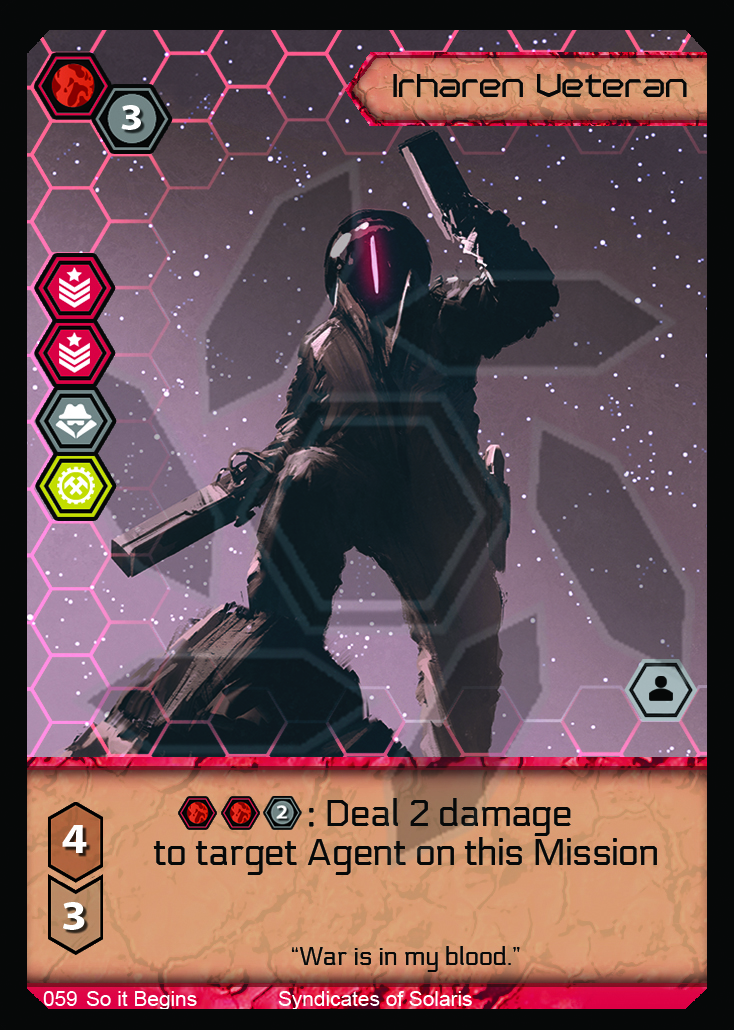 Irharen Veteran
3
2 : Deal 2 damage
to target Agent on this Mission
4
3
“War is in my blood.”
059 So it Begins Syndicates of Solaris